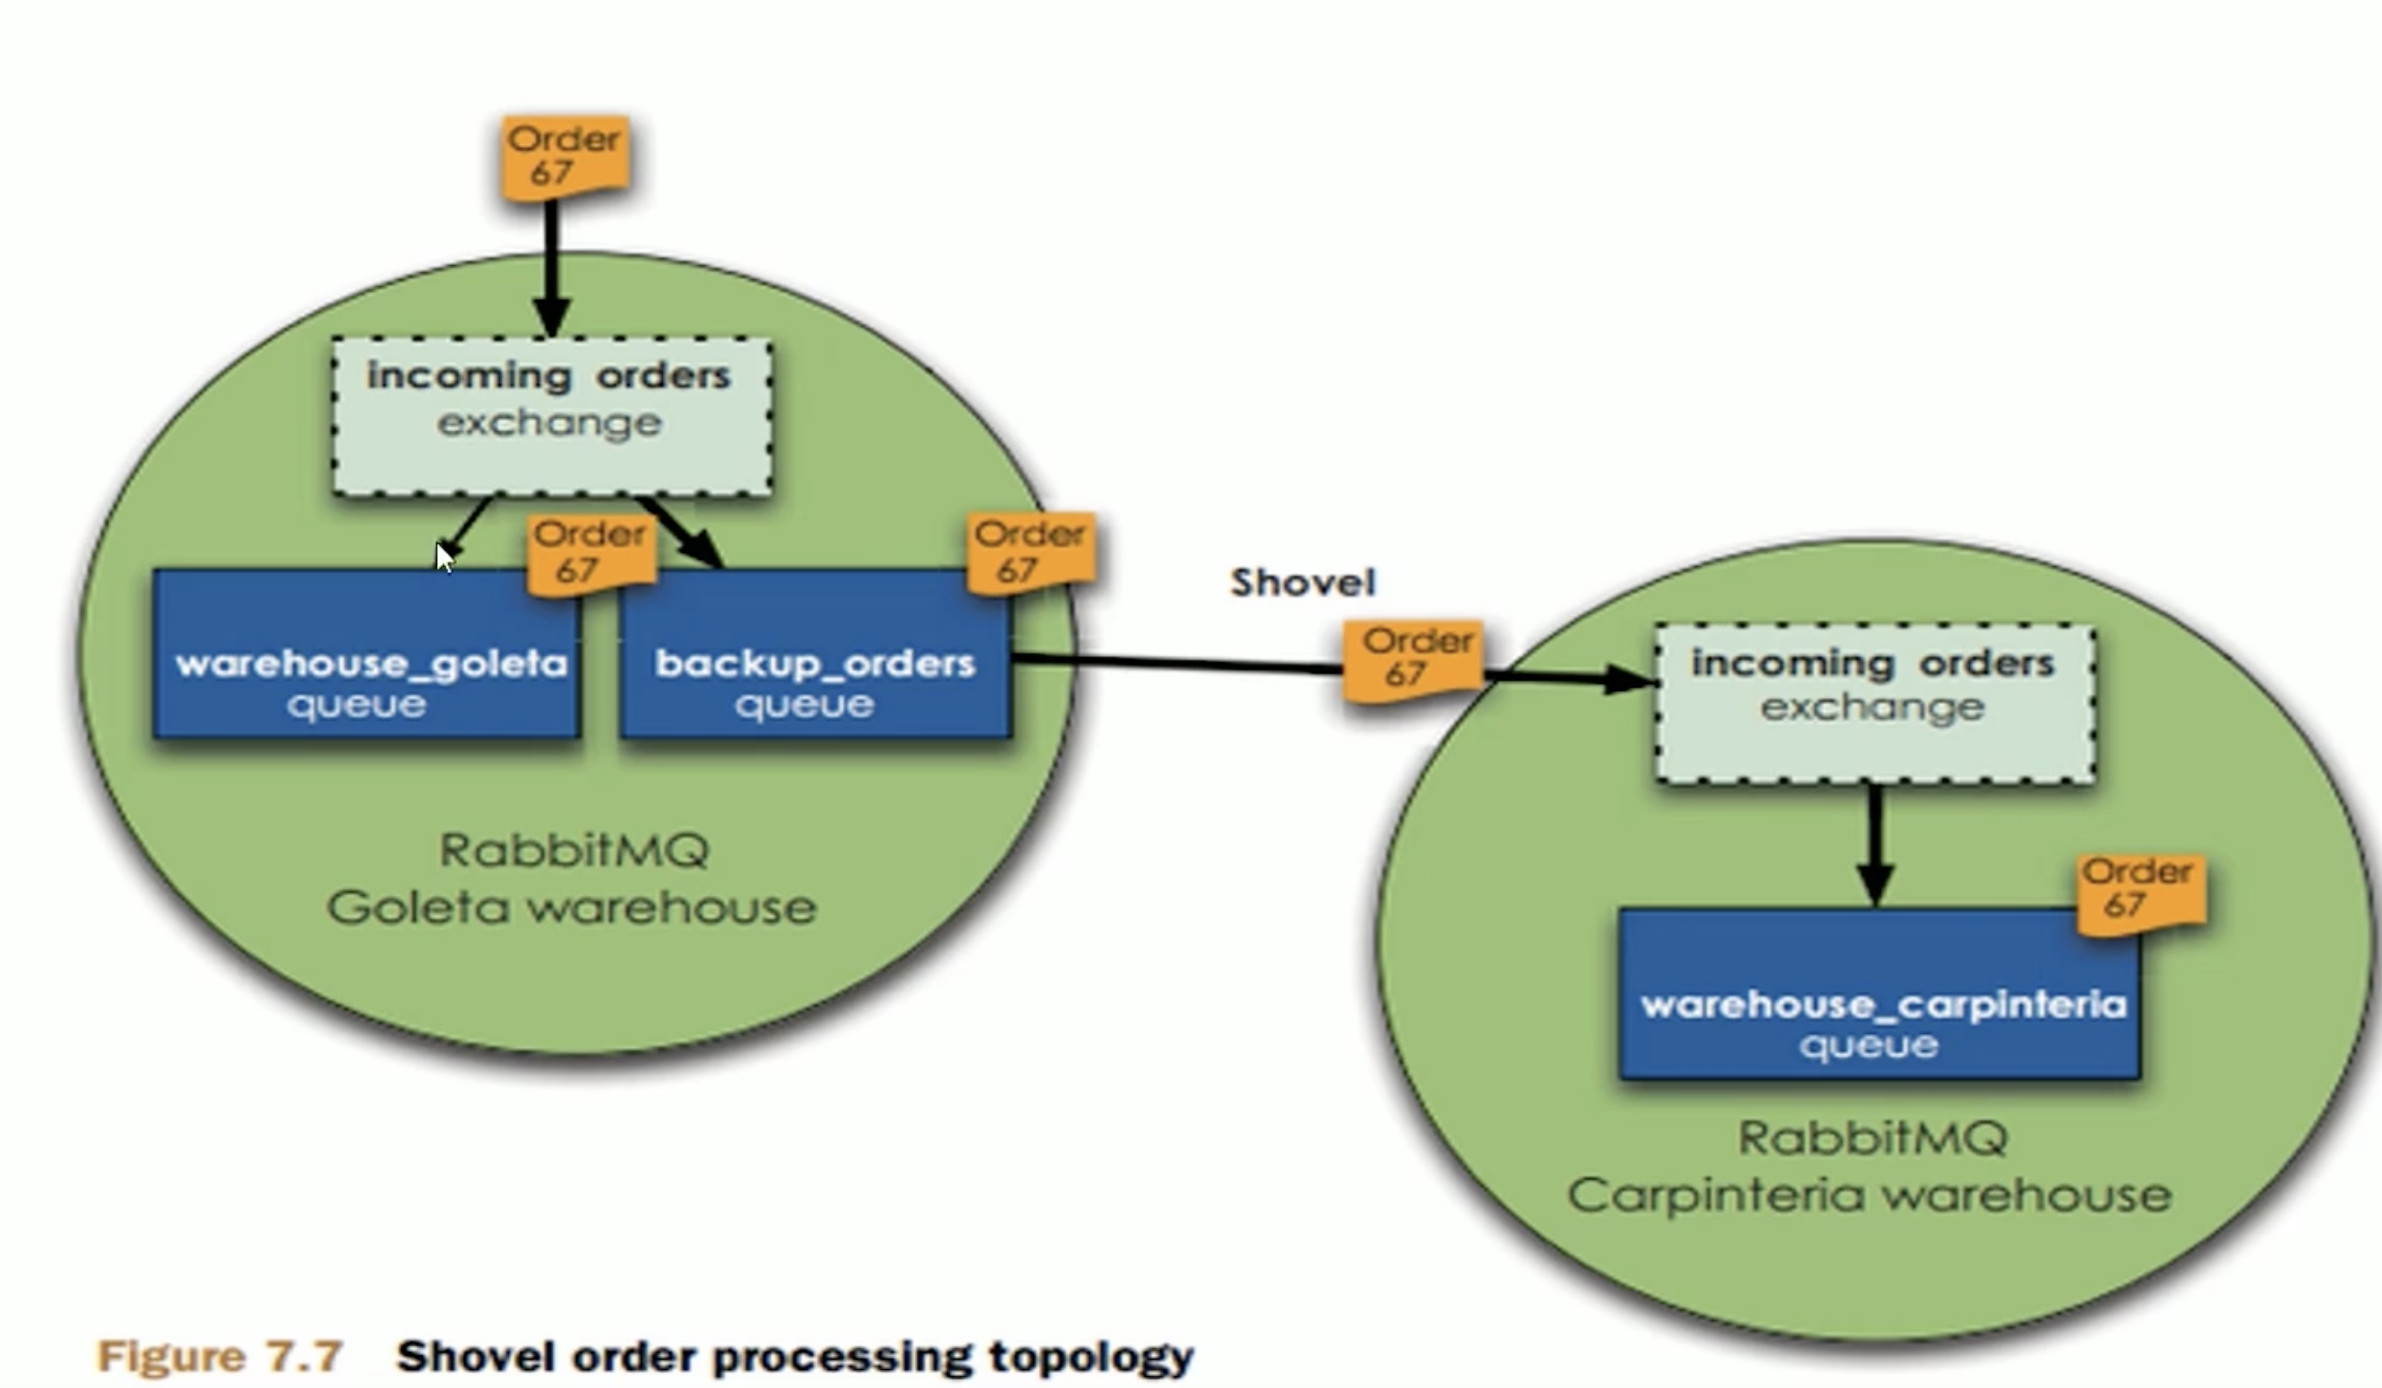 Order
67
incoming orders
exchange
Order
67
Order
67
warehouse_goleta
queue
backup_orders
queue
Shovel
Order
67
incoming orders
exchange
RabbitMQ
Goleta warehouse
Order
67
warehouse_carpinteria
queue
RabbitMQ
Carpinteria warehouse
Figure 7.7 Shovel order processing topology